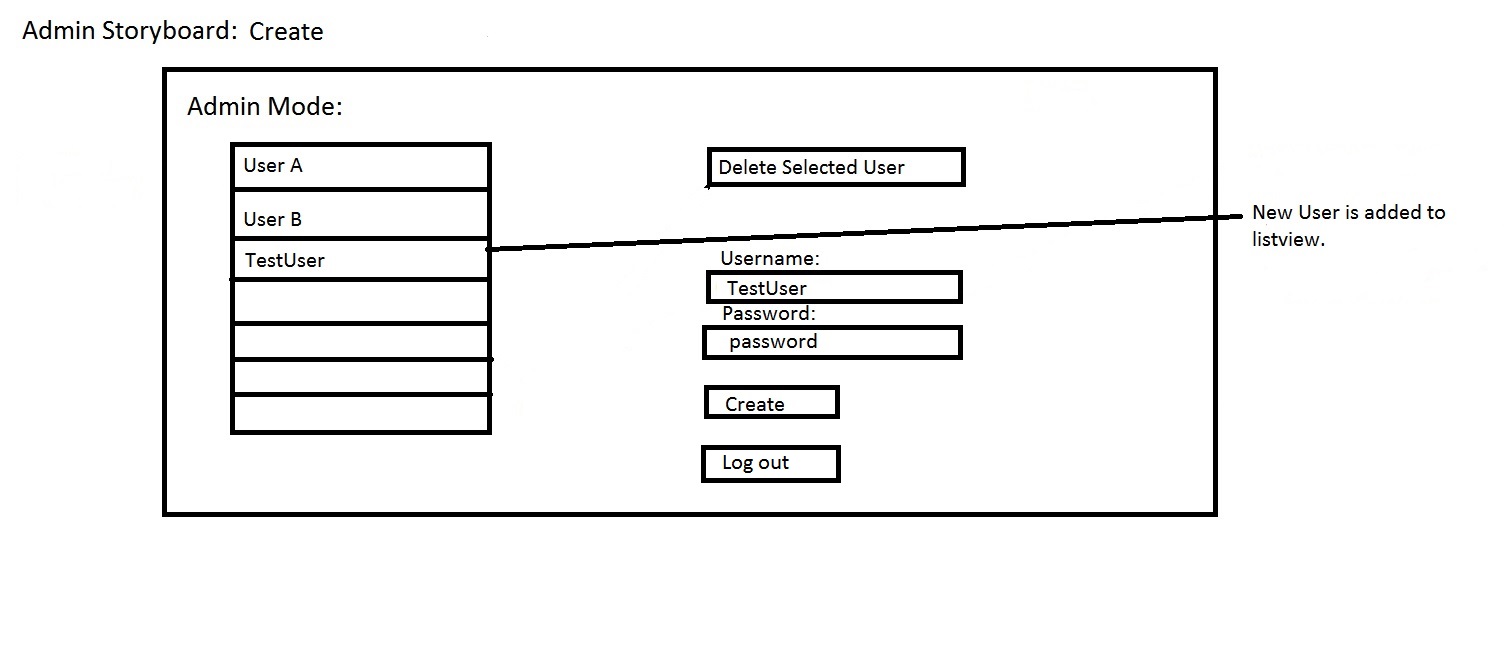 Admin Storyboard: Create
Admin Mode:
User A
User B
TestUser
Delete Selected User
Username:
TestUser
Password:
password
Create
Log out
New User is added to
listview.